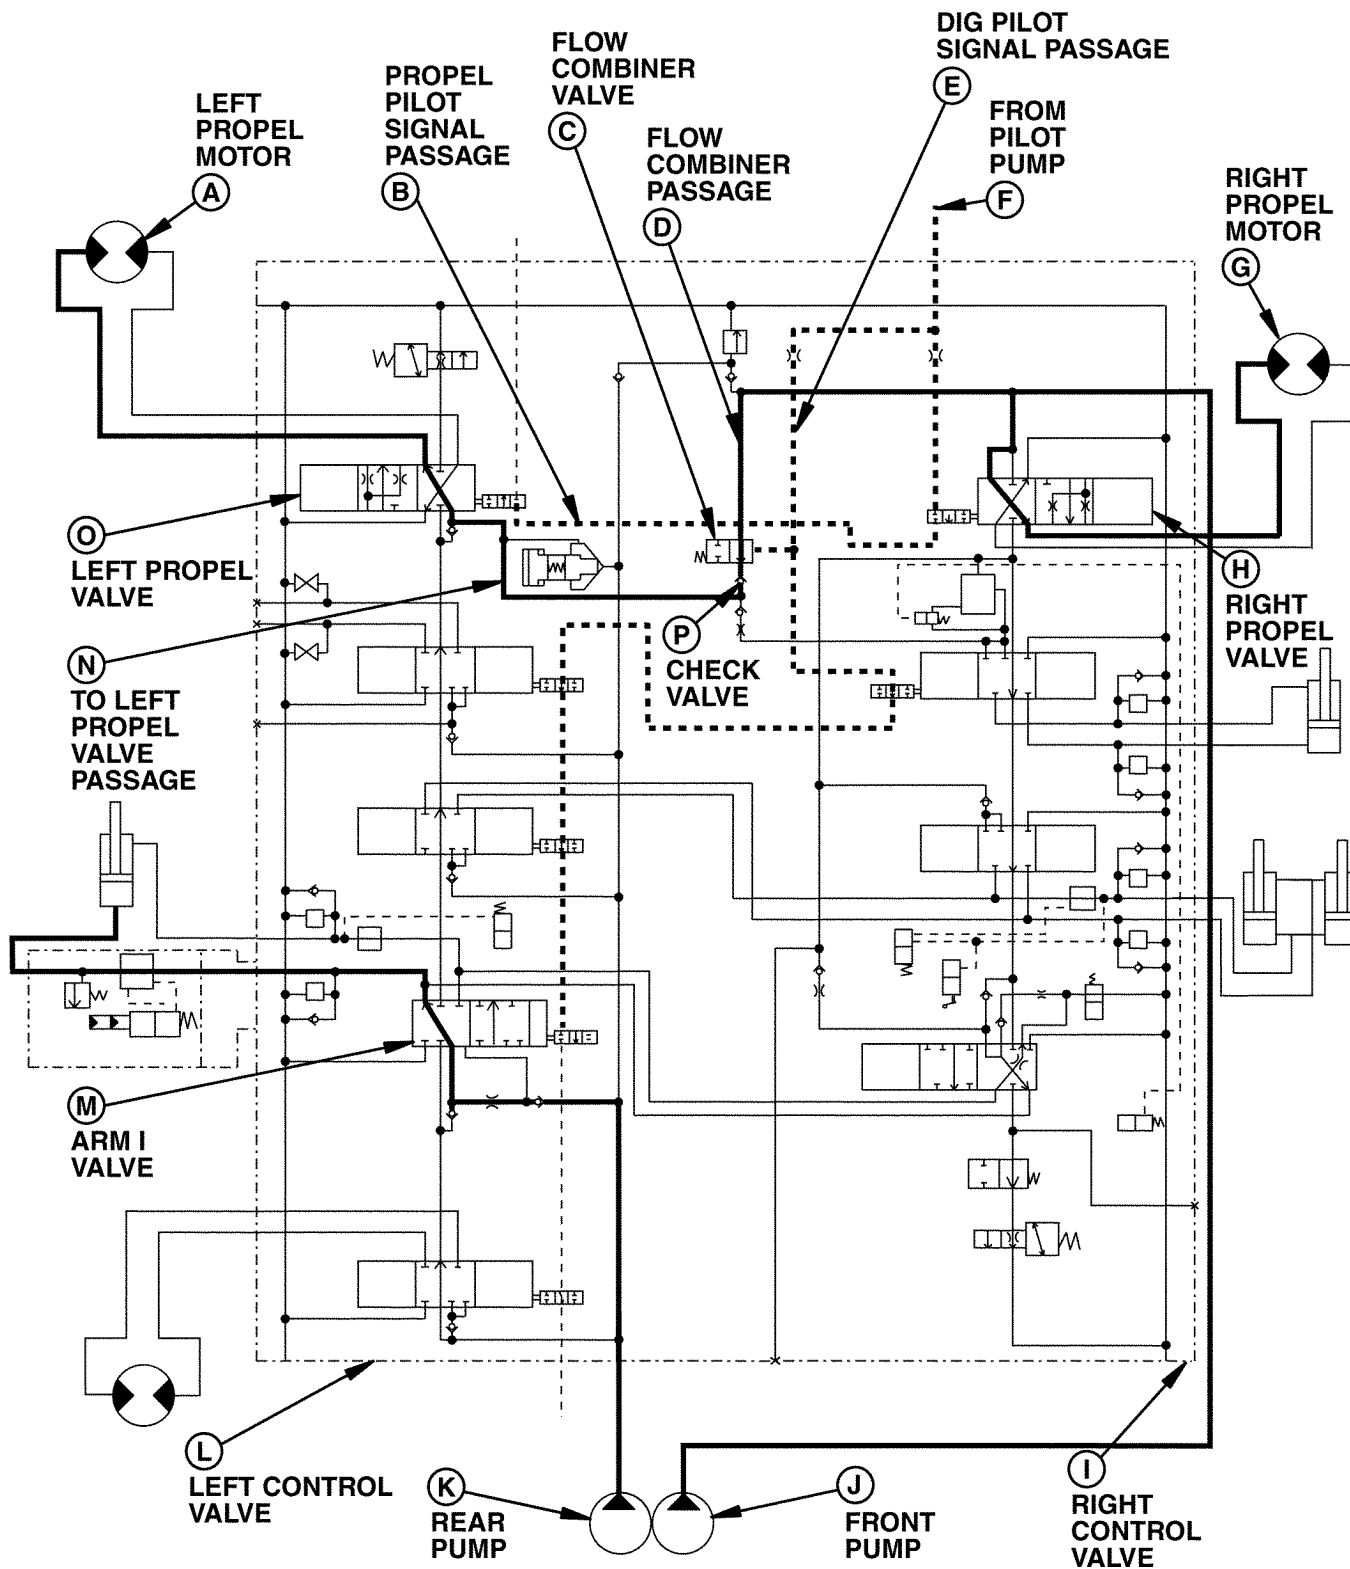 DIG PILOT
SIGNAL PASSAGE
E
FLOW
COMBINER
VALVE
C
PROPEL
PILOT
SIGNAL
PASSAGE
B
LEFT
PROPEL
MOTOR
A
FLOW
COMBINER
PASSAGE
D
FROM
PILOT
PUMP
F
RIGHT
PROPEL
MOTOR
G
O
LEFT PROPEL
VALVE
H
RIGHT
PROPEL
VALVE
P
CHECK
VALVE
N
TO LEFT
PROPEL
VALVE
PASSAGE
M
ARM I
VALVE
L
LEFT CONTROL
VALVE
K
REAR
PUMP
J
FRONT
PUMP
I
RIGHT
CONTROL
VALVE